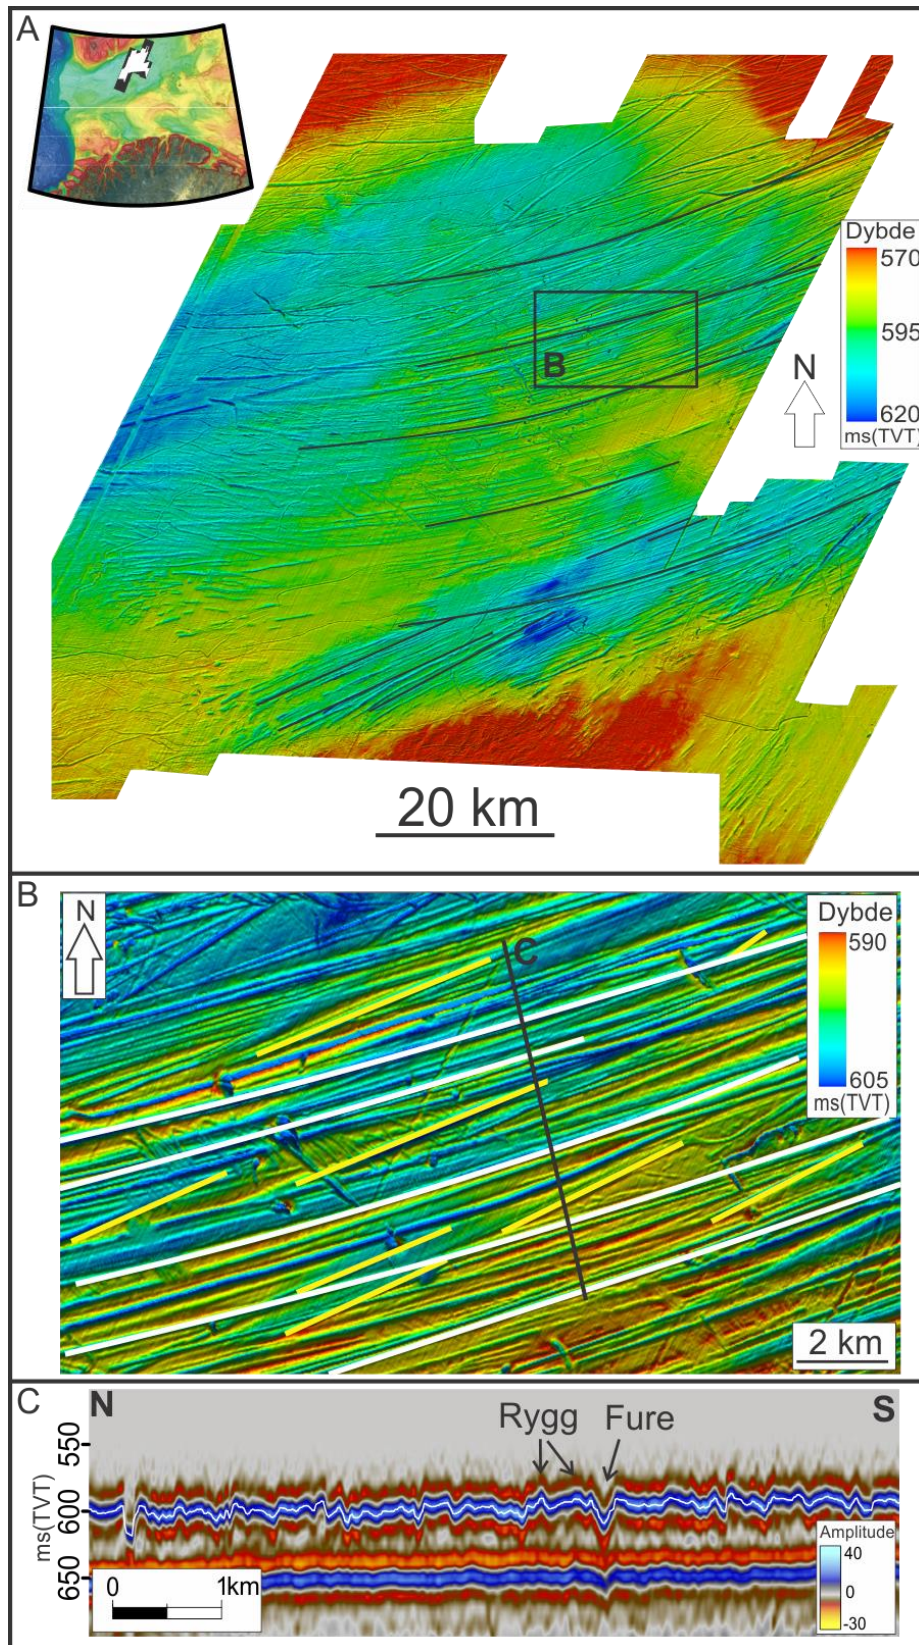 A
Dybde
570
595
620
ms(TVT)
N
B
20 km
B
N
C
Dybde
590
605
ms(TVT)
2 km
C
N
S
Rygg
Fure
550
600
650
ms(TVT)
0
1km
Amplitude
40
0
-30